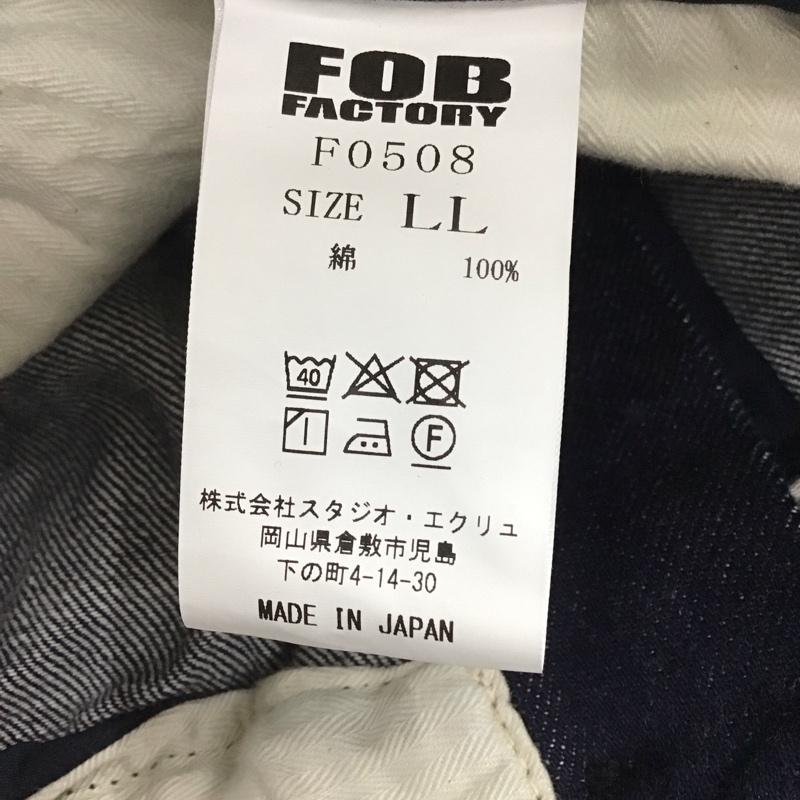 FOB
FACTORY
F0508
SIZE LL
綿 100%
40
F
株式会社スタジオ・エクリュ
岡山県倉敷市児島
下の町4-14-30
MADE IN JAPAN